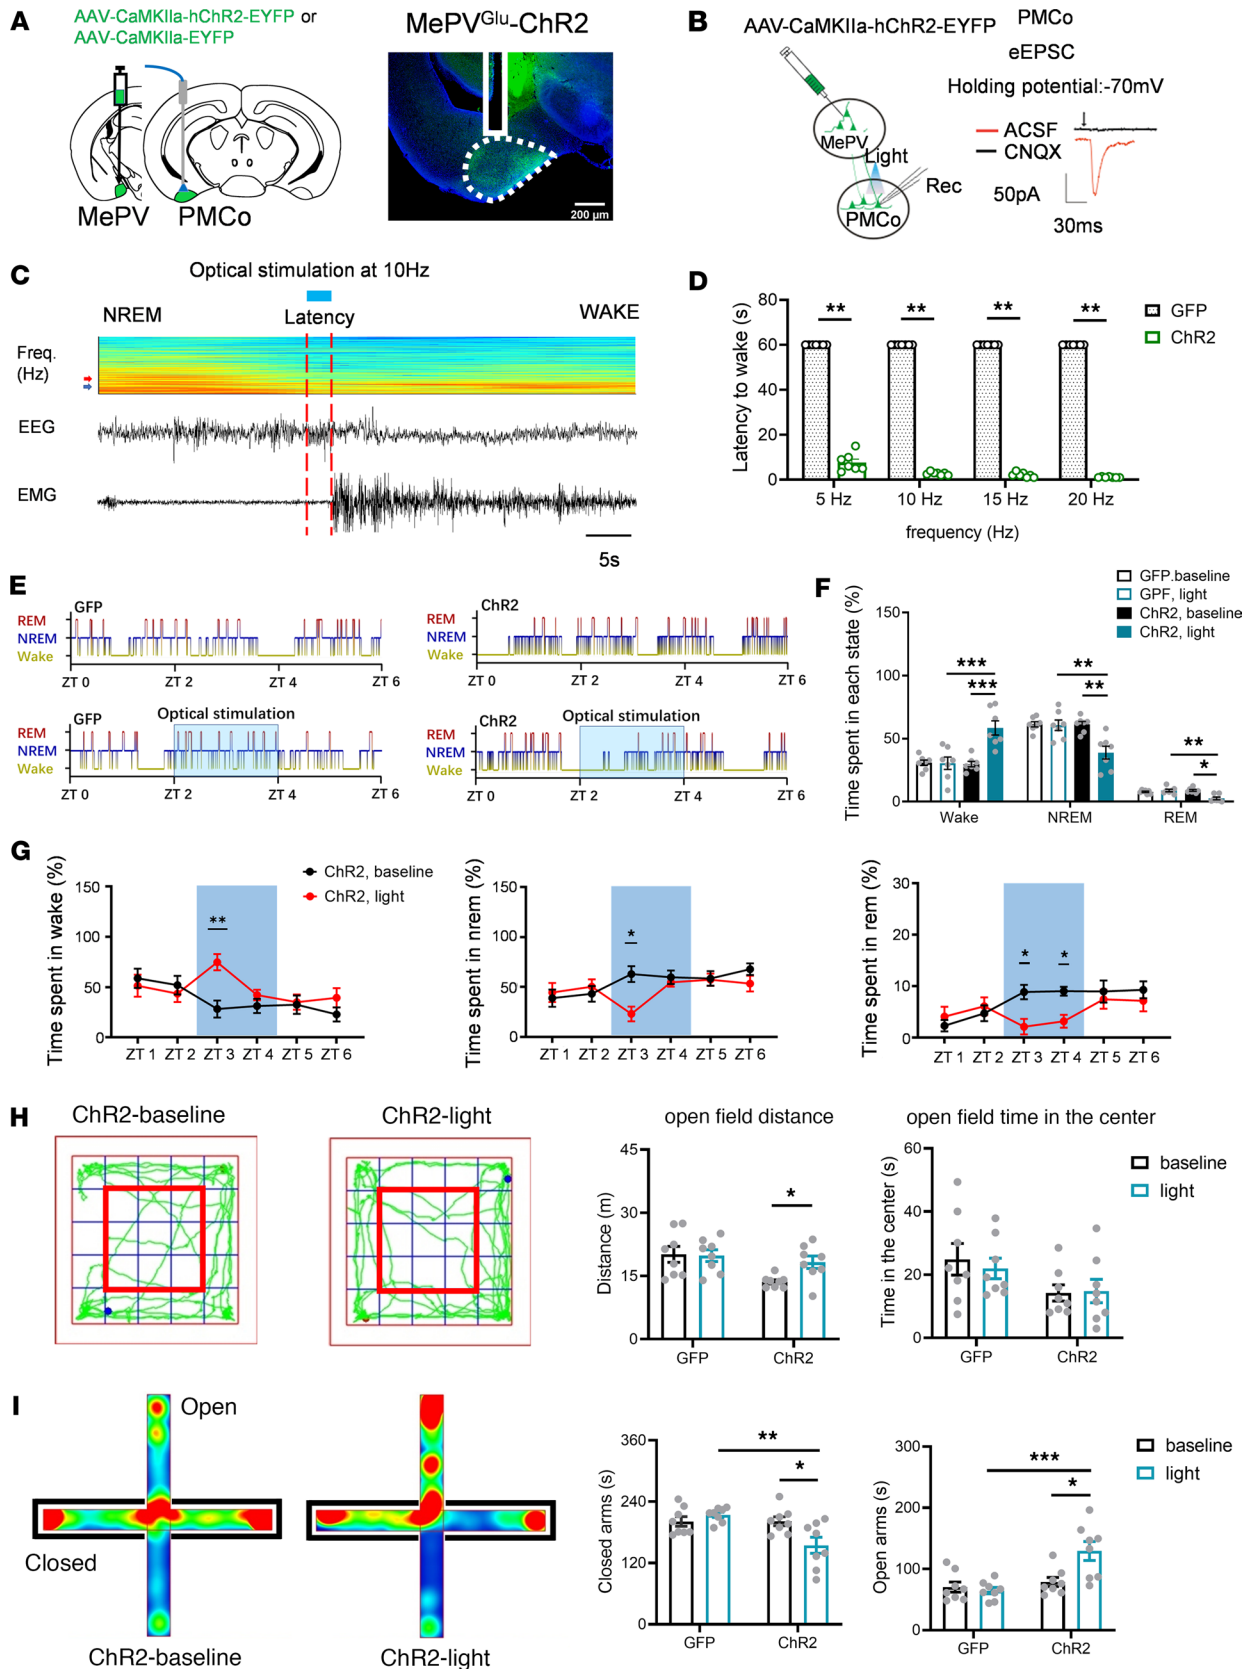 A
AAV-CaMKIIa-hChR2-EYFP or
AAV-CaMKIIa-EYFP
MePV
PMCo
MePVGlu-ChR2
200 µm
B
AAV-CaMKIIa-hChR2-EYFP
PMCo
eEPSC
Holding potential:-70mV
MePV
Light
PMCo
Rec
ACSF
CNQX
50pA
30ms
C
Optical stimulation at 10Hz
NREM
Latency
WAKE
Freq.
(Hz)
EEG
EMG
5s
D
Latency to wake (s)
80
60
40
20
0
** ** ** **
GFP
ChR2
5 Hz 10 Hz 15 Hz 20 Hz
frequency (Hz)
E
GFP
REM
NREM
Wake
ZT 0 ZT 2 ZT 4 ZT 6
ChR2
REM
NREM
Wake
ZT 0 ZT 2 ZT 4 ZT 6
GFP
Optical stimulation
REM
NREM
Wake
ZT 0 ZT 2 ZT 4 ZT 6
ChR2
Optical stimulation
REM
NREM
Wake
ZT 0 ZT 2 ZT 4 ZT 6
F
GFP.baseline
GPF, light
ChR2, baseline
ChR2, light
Time spent in each state (%)
150
100
50
0
*** **
*** **
**
*
Wake NREM REM
G
Time spent in wake (%)
150
100
50
0
**
ChR2, baseline
ChR2, light
ZT 1 ZT 2 ZT 3 ZT 4 ZT 5 ZT 6
Time spent in nrem (%)
150
100
50
0
*
ZT 1 ZT 2 ZT 3 ZT 4 ZT 5 ZT 6
Time spent in rem (%)
30
20
10
0
* *
ZT 1 ZT 2 ZT 3 ZT 4 ZT 5 ZT 6
H
ChR2-baseline
ChR2-light
open field distance
Distance (m)
45
30
15
0
*
GFP ChR2
open field time in the center
Time in the center (s)
60
40
20
0
GFP ChR2
baseline
light
I
Open
Closed
ChR2-baseline
ChR2-light
Closed arms (s)
360
240
120
0
**
*
GFP ChR2
Open arms (s)
300
200
100
0
***
*
GFP ChR2
baseline
light